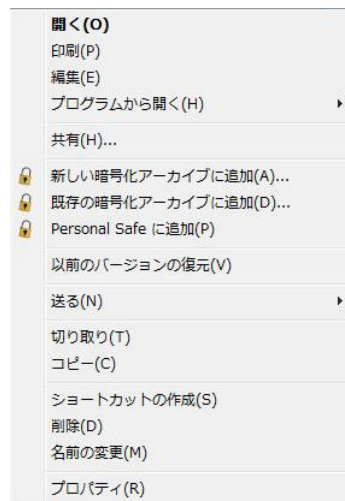 開く(O)
印刷(P)
編集(E)
プログラムから開く(H)
共有(H)...
新しい暗号化アーカイブに追加(A)...
既存の暗号化アーカイブに追加(D)...
Personal Safe に追加(P)
以前のバージョンの復元(V)
送る(N)
切り取り(T)
コピー(C)
ショートカットの作成(S)
削除(D)
名前の変更(M)
プロパティ(R)